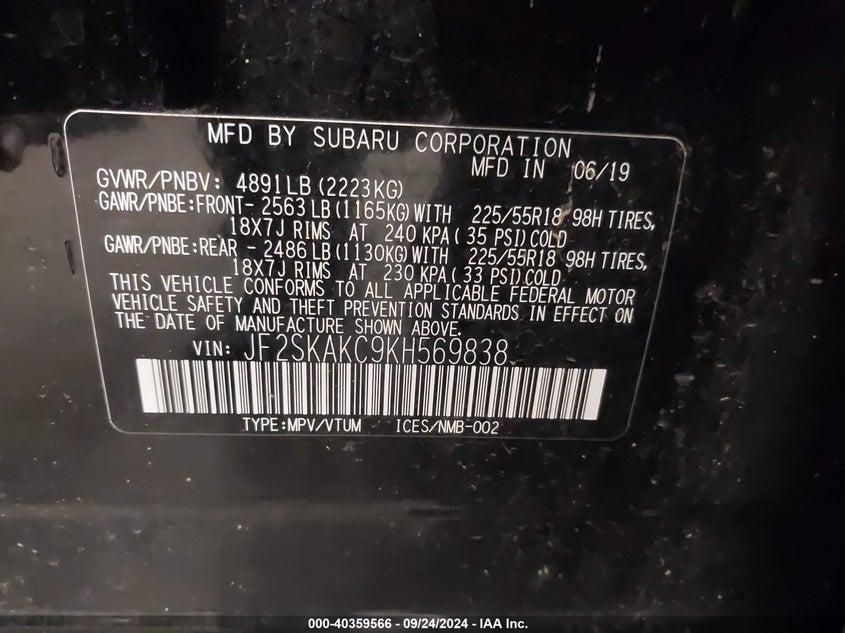 MFD BY SUBARU CORPORATION
MFD IN 06/19
GVWR/PNBV: 4891LB(2223KG)
GAWR/PNBE:FRONT- 2563LB(1165KG)WITH 225/55R18 98H TIRES,
18X7J RIMS AT 240 KPA( 35 PSI)COLD
GAWR/PNBE:REAR - 2486LB(1130KG)WITH 225/55R18 98H TIRES,
18X7J RIMS AT 230 KPA( 33 PSI)COLD.
THIS VEHICLE CONFORMS TO ALL APPLICABLE FEDERAL MOTOR
VEHICLE SAFETY AND THEFT PREVENTION STANDARDS IN EFFECT ON
THE DATE OF MANUFACTURE SHOWN ABOVE.
VIN: JF2SKAKC9KH569838
TYPE:MPV/VTUM ICES/NMB-002
000-40359566 - 09/24/2024 - IAA Inc.